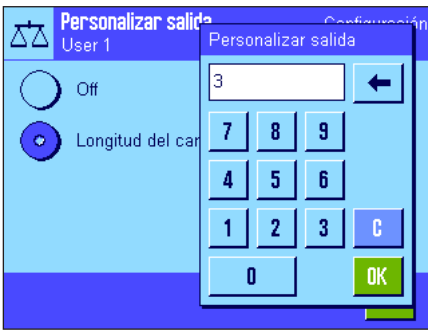 Personalizar salida
User 1
Off
Longitud del car
Personalizar salida
3
7 8 9
4 5 6
1 2 3 C
0 OK